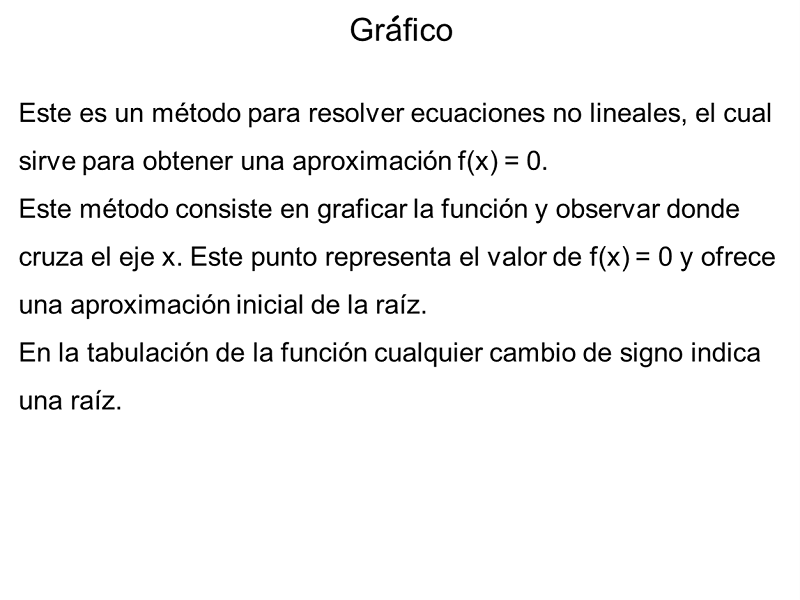 Gráfico
Este es un método para resolver ecuaciones no lineales, el cual
sirve para obtener una aproximación f(x) = 0.
Este método consiste en graficar la función y observar donde
cruza el eje x. Este punto representa el valor de f(x) = 0 y ofrece
una aproximación inicial de la raíz.
En la tabulación de la función cualquier cambio de signo indica
una raíz.